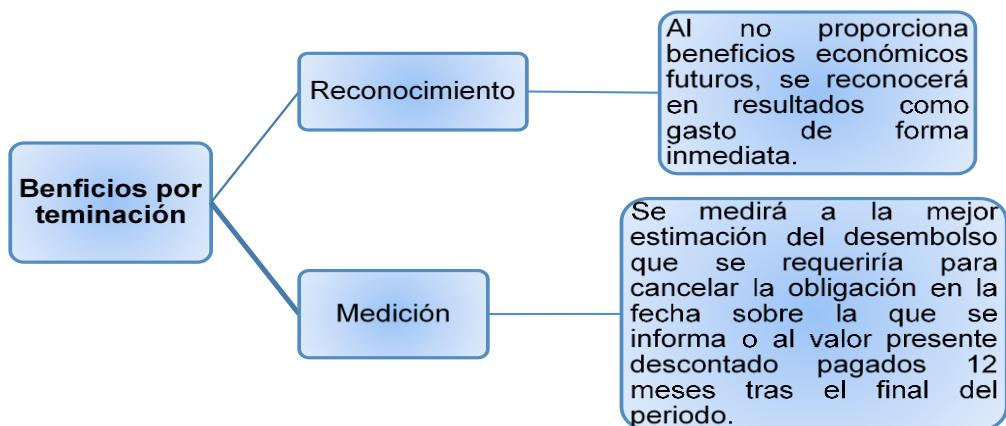 Benficios por
teminación
Reconocimiento
Al no proporciona
beneficios económicos
futuros, se reconocerá
en resultados como
gasto de forma
inmediata.
Medición
Se medirá a la mejor
estimación del desembolso
que se requeriría para
cancelar la obligación en la
fecha sobre la que se
informa o al valor presente
descontado pagados 12
meses tras el final del
periodo.